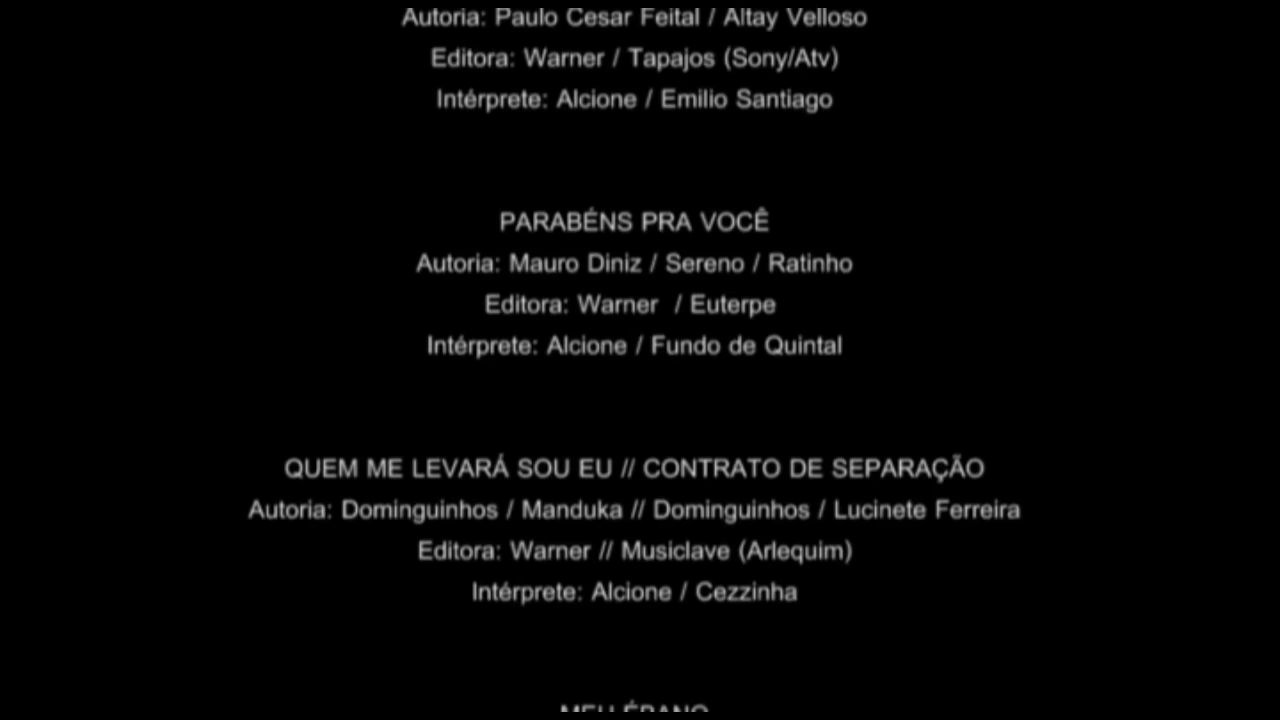 Autoria: Paulo Cesar Feital / Altay Velloso
Editora: Warner / Tapajos (Sony/Atv)
Intérprete: Alcione / Emilio Santiago
PARABÉNS PRA VOCÊ
Autoria: Mauro Diniz / Sereno / Ratinho
Editora: Warner / Euterpe
Intérprete: Alcione / Fundo de Quintal
QUEM ME LEVARÁ SOU EU // CONTRATO DE SEPARAÇÃO
Autoria: Dominguinhos / Manduka // Dominguinhos / Lucinete Ferreira
Editora: Warner // Musiclave (Arlequim)
Intérprete: Alcione / Cezzinha
MEU ÉBANO